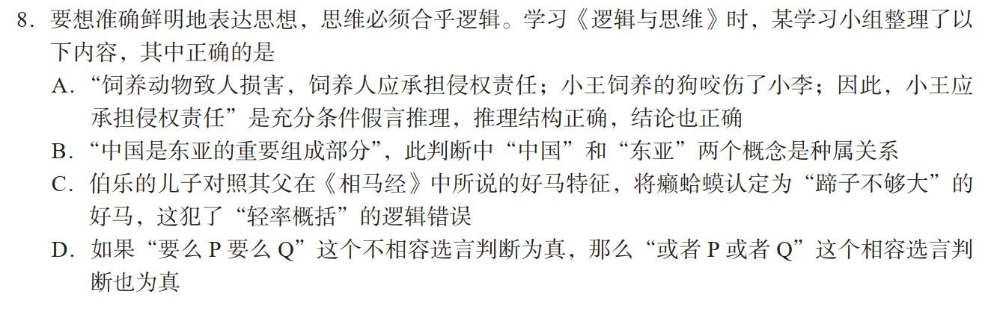 8．要想准确鲜明地表达思想，思维必须合乎逻辑。学习《逻辑与思维》时，某学习小组整理了以
下内容，其中正确的是
A．“饲养动物致人损害，饲养人应承担侵权责任；小王饲养的狗咬伤了小李；因此，小王应
承担侵权责任”是充分条件假言推理，推理结构正确，结论也正确
B．“中国是东亚的重要组成部分”，此判断中“中国”和“东亚”两个概念是种属关系
C．伯乐的儿子对照其父在《相马经》中所说的好马特征，将癞蛤蟆认定为“蹄子不够大”的
好马，这犯了“轻率概括”的逻辑错误
D．如果“要么 P 要么 Q”这个不相容选言判断为真，那么“或者 P 或者 Q”这个相容选言判
断也为真